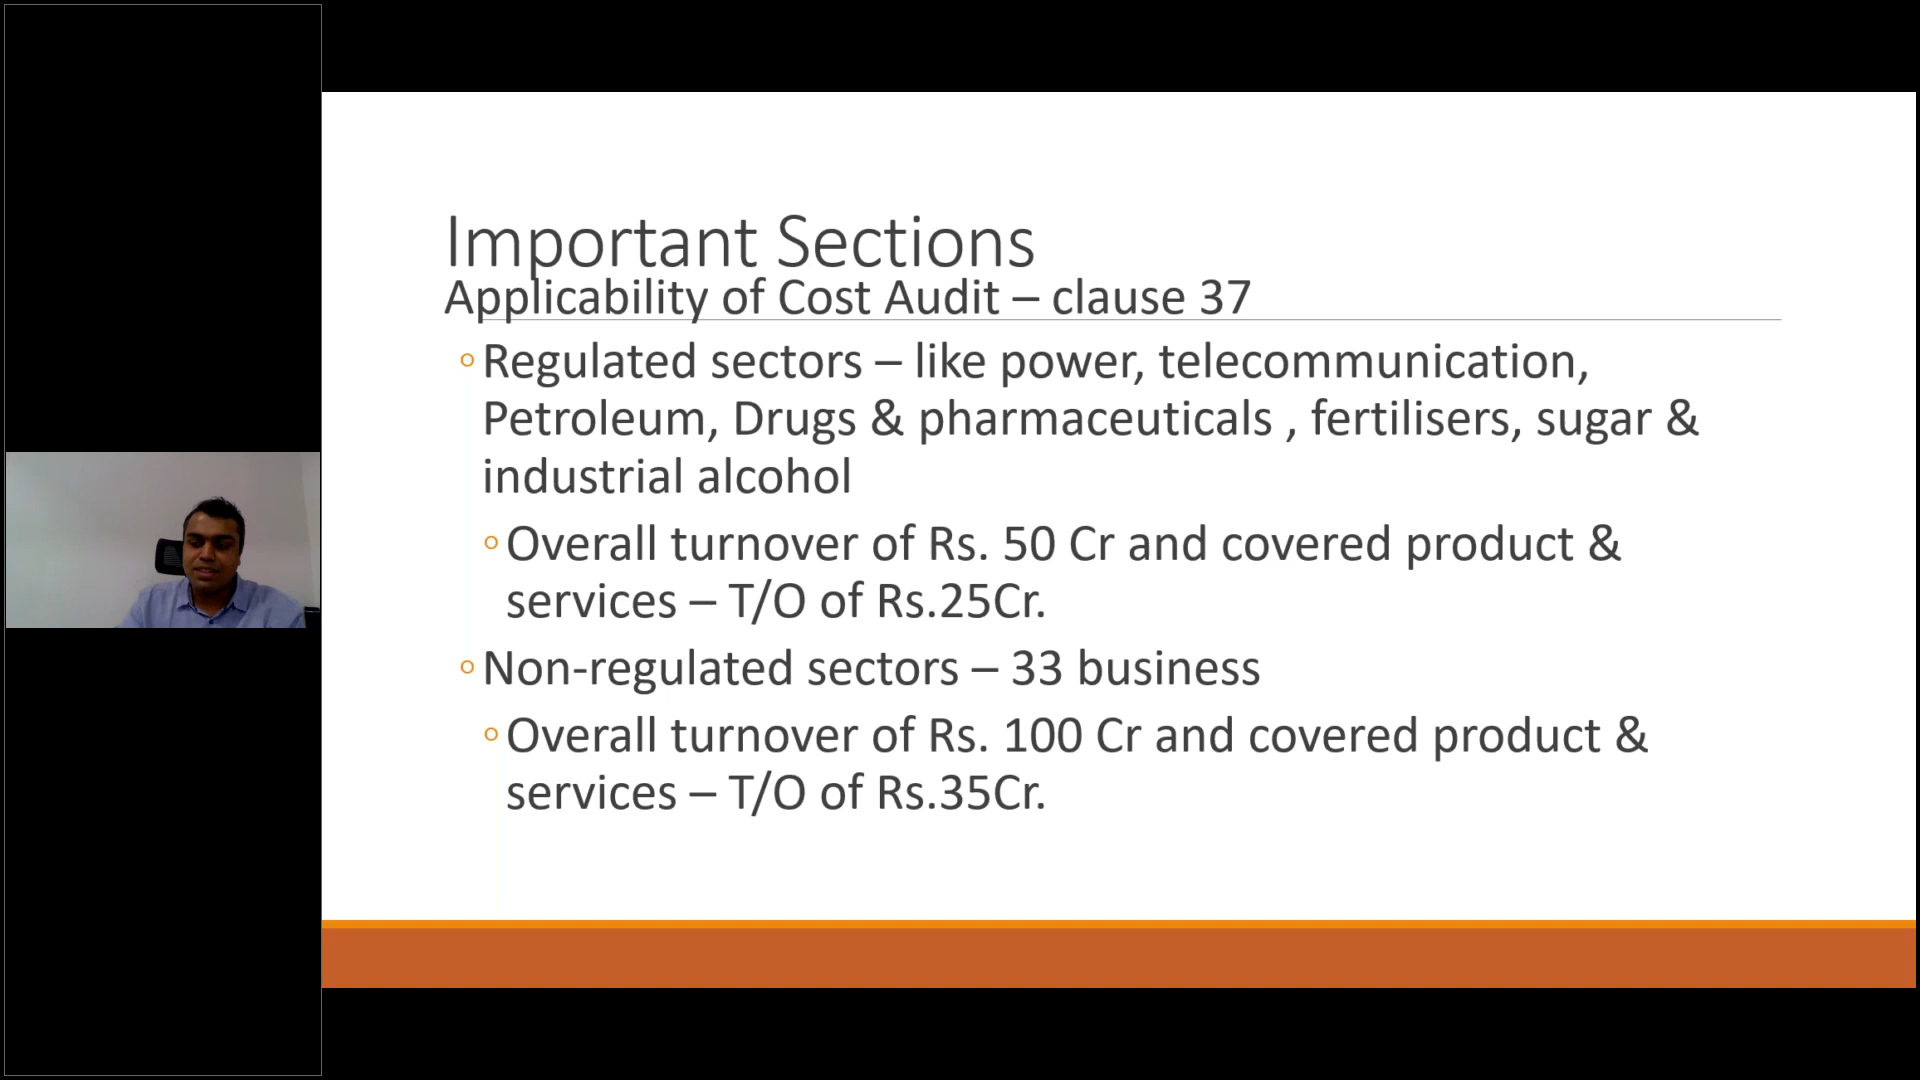 Important Sections
Applicability of Cost Audit – clause 37
Regulated sectors – like power, telecommunication,
Petroleum, Drugs & pharmaceuticals , fertilisers, sugar &
industrial alcohol
Overall turnover of Rs. 50 Cr and covered product &
services – T/O of Rs.25Cr.
Non-regulated sectors – 33 business
Overall turnover of Rs. 100 Cr and covered product &
services – T/O of Rs.35Cr.